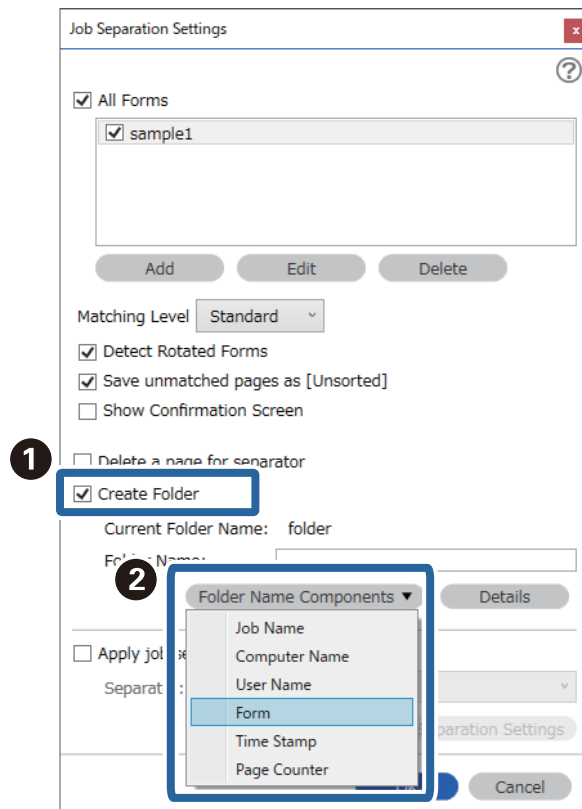 Job Separation Settings
x
?
All Forms
sample1
Add Edit Delete
Matching Level Standard
Detect Rotated Forms
Save unmatched pages as [Unsorted]
Show Confirmation Screen
1
Delete a page for separator
Create Folder
Current Folder Name: folder
Folder Name:
2
Folder Name Components ▼ Details
Job Name
Apply job se
Computer Name
Separat :
User Name
Form
paration Settings
Time Stamp
Page Counter
Cancel